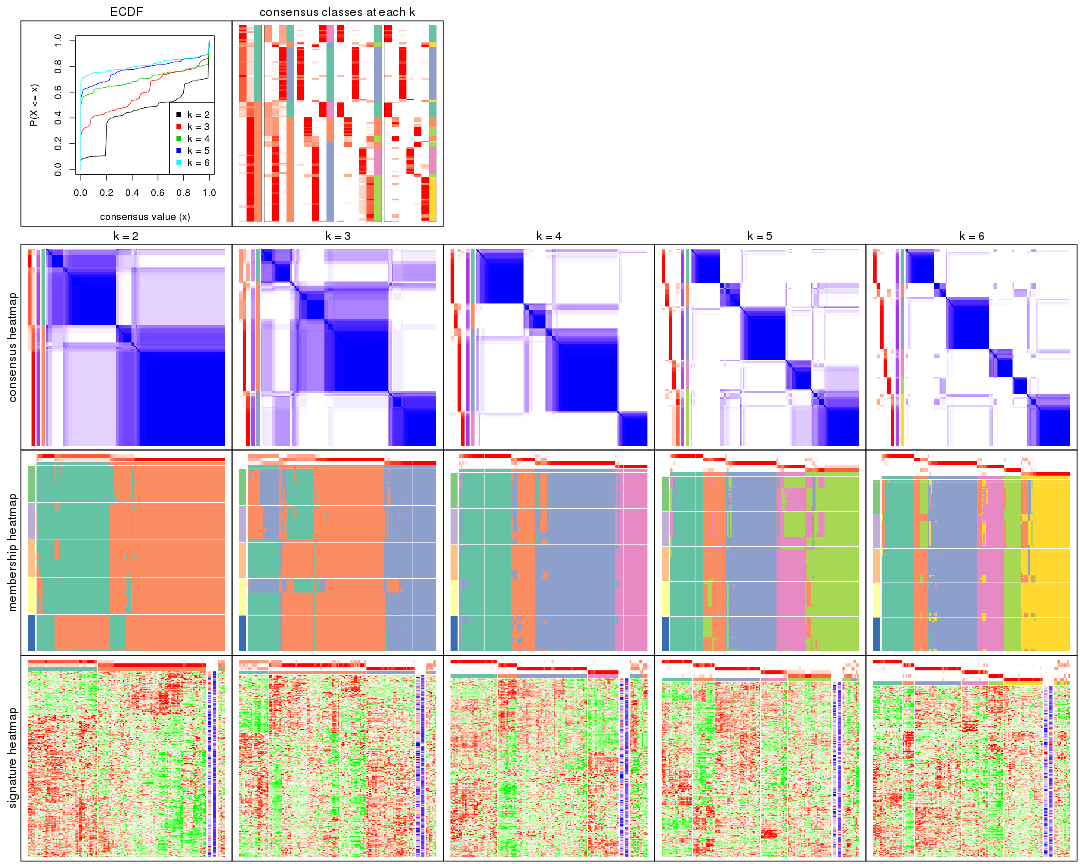 ECDF
consensus classes at each k
P(X <= x)
0.0 0.2 0.4 0.6 0.8 1.0
k = 2
k = 3
k = 4
k = 5
k = 6
0.0 0.2 0.4 0.6 0.8 1.0
consensus value (x)
k = 2 k = 3 k = 4 k = 5 k = 6
consensus heatmap
membership heatmap
signature heatmap